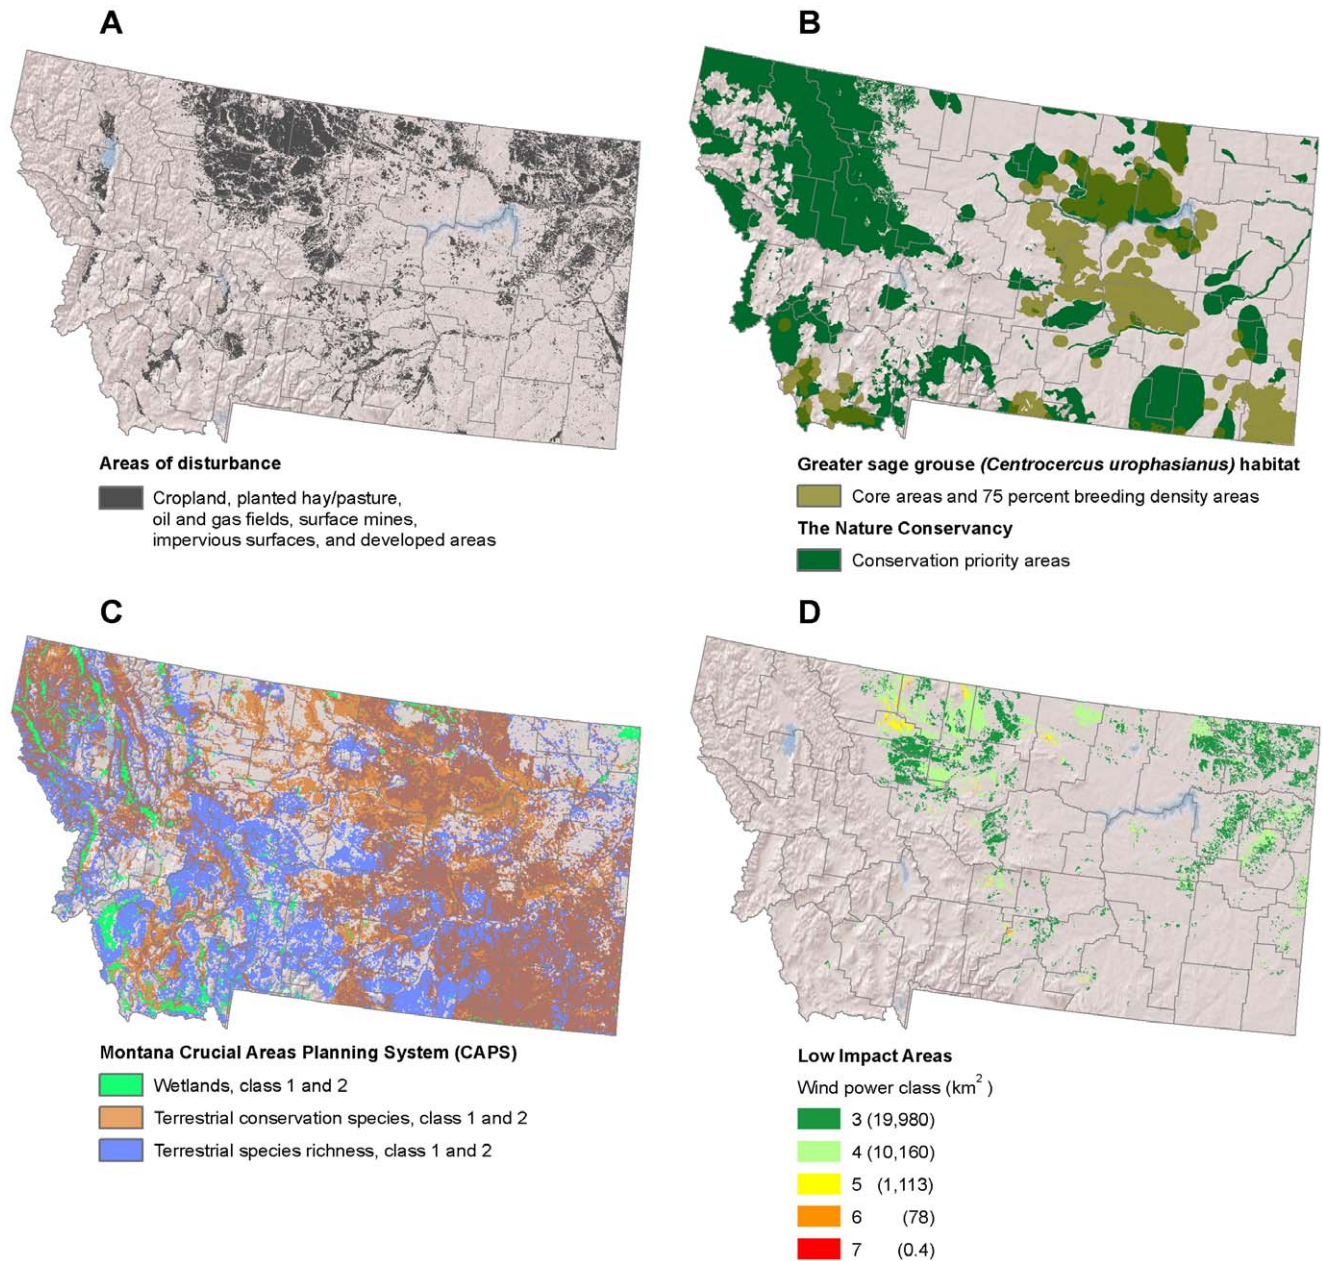 A
B
Areas of disturbance
Cropland, planted hay/pasture,
oil and gas fields, surface mines,
impervious surfaces, and developed areas
Greater sage grouse (Centrocercus urophasianus) habitat
Core areas and 75 percent breeding density areas
The Nature Conservancy
Conservation priority areas
C
D
Montana Crucial Areas Planning System (CAPS)
Wetlands, class 1 and 2
Terrestrial conservation species, class 1 and 2
Terrestrial species richness, class 1 and 2
Low Impact Areas
Wind power class (km²)
3 (19,980)
4 (10,160)
5 (1,113)
6 (78)
7 (0.4)